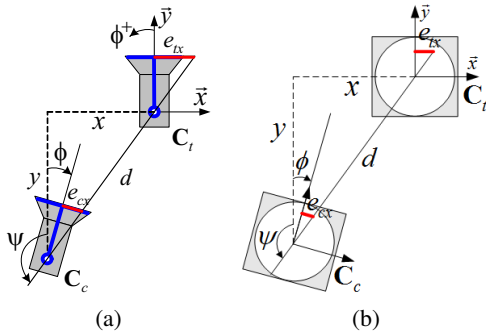 ϕ⁺ y⃗ e_tx
x x⃗
C_t
ϕ
y d
e_cx
ψ
C_c
(a)
y⃗
e_tx
x x⃗
C_t
y
ϕ d
e_cx
ψ
C_c
(b)